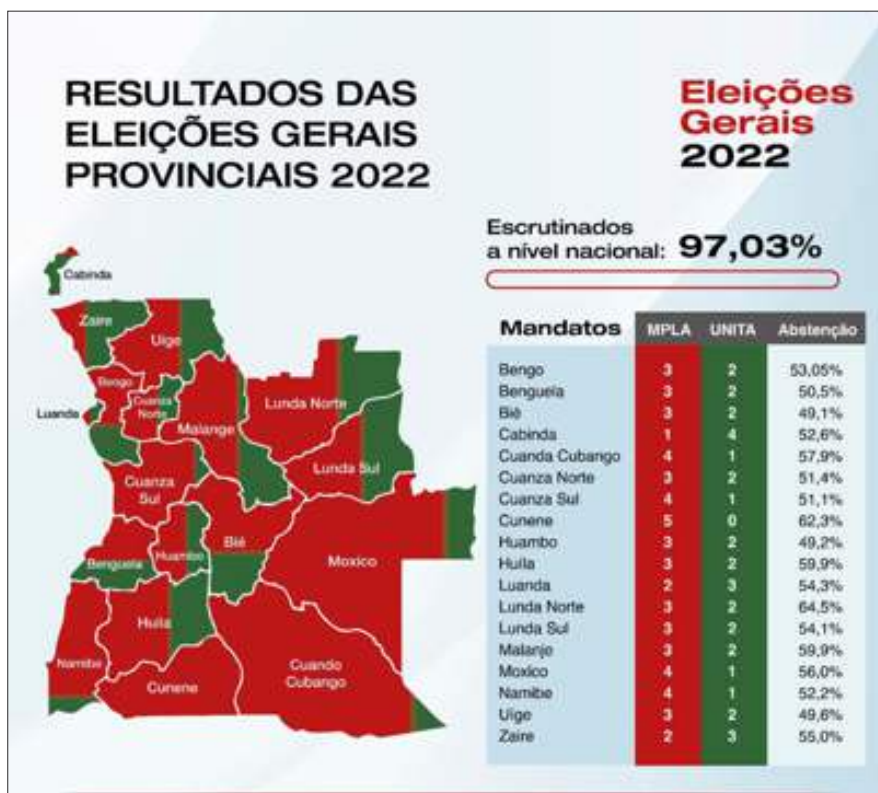 RESULTADOS DAS
ELEIÇÕES GERAIS
PROVINCIAIS 2022
Eleições
Gerais
2022
Escrutinados
a nível nacional: 97,03%
Cabinda
Zaire
Uige
Bengo
Luanda
Cuanza
Norte
Malange
Lunda Norte
Lunda Sul
Cuanza
Sul
Benguela
Huambo
Bié
Moxico
Huíla
Namibe
Cunene
Cuando
Cubango
Mandatos MPLA UNITA Abstenção
Bengo 3 2 53,05%
Benguela 3 2 50,5%
Bié 3 2 49,1%
Cabinda 1 4 52,6%
Cuanda Cubango 4 1 57,9%
Cuanza Norte 3 2 51,4%
Cuanza Sul 4 1 51,1%
Cunene 5 0 62,3%
Huambo 3 2 49,2%
Huíla 3 2 59,9%
Luanda 2 3 54,3%
Lunda Norte 3 2 64,5%
Lunda Sul 3 2 54,1%
Malanje 3 2 59,9%
Moxico 4 1 56,0%
Namibe 4 1 52,2%
Uíge 3 2 49,6%
Zaire 2 3 55,0%